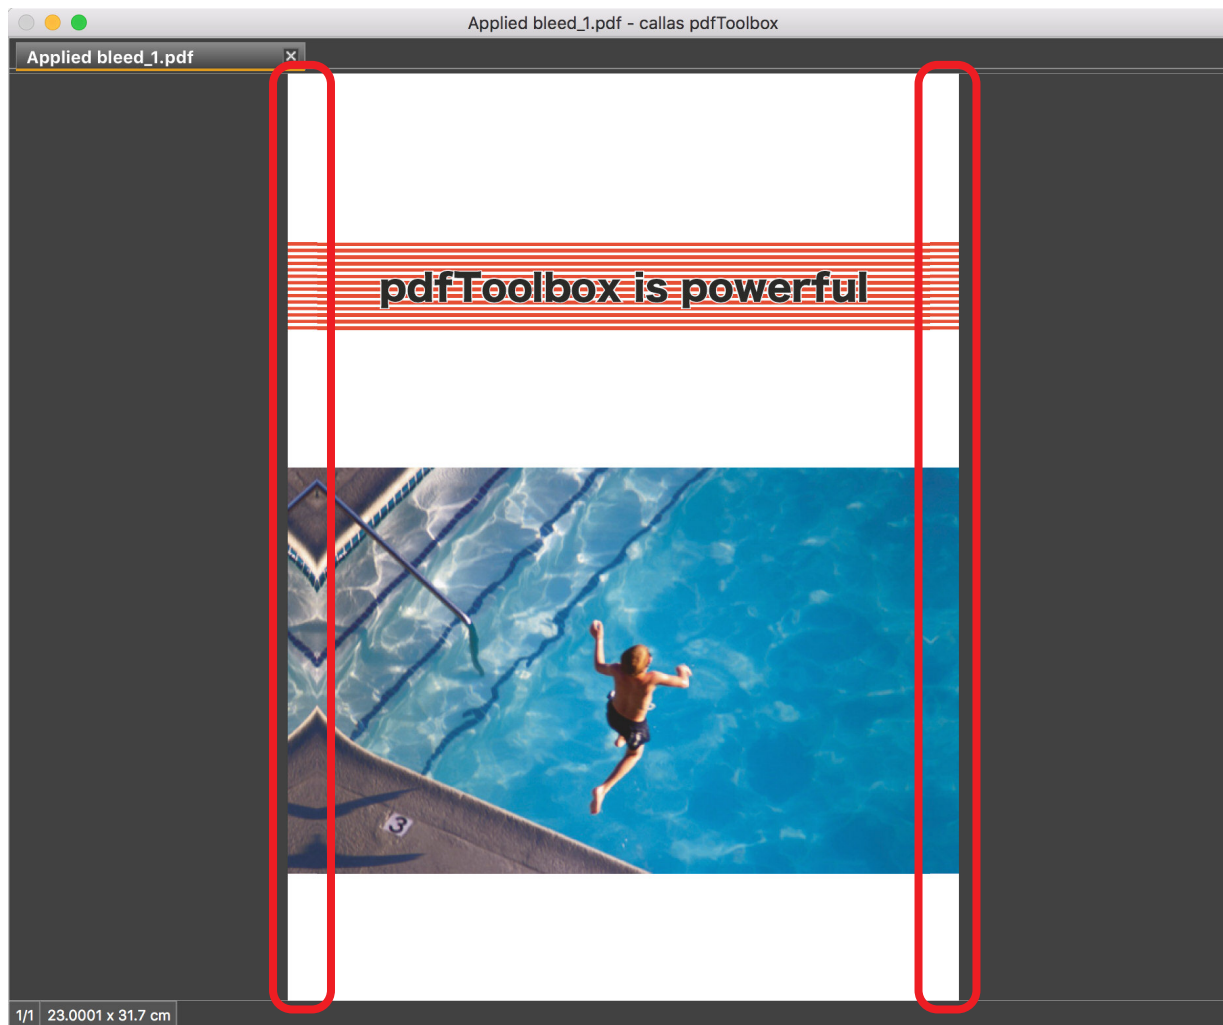 Applied bleed_1.pdf - callas pdfToolbox
Applied bleed_1.pdf
pdfToolbox is powerful
3
1/1 23.0001 x 31.7 cm